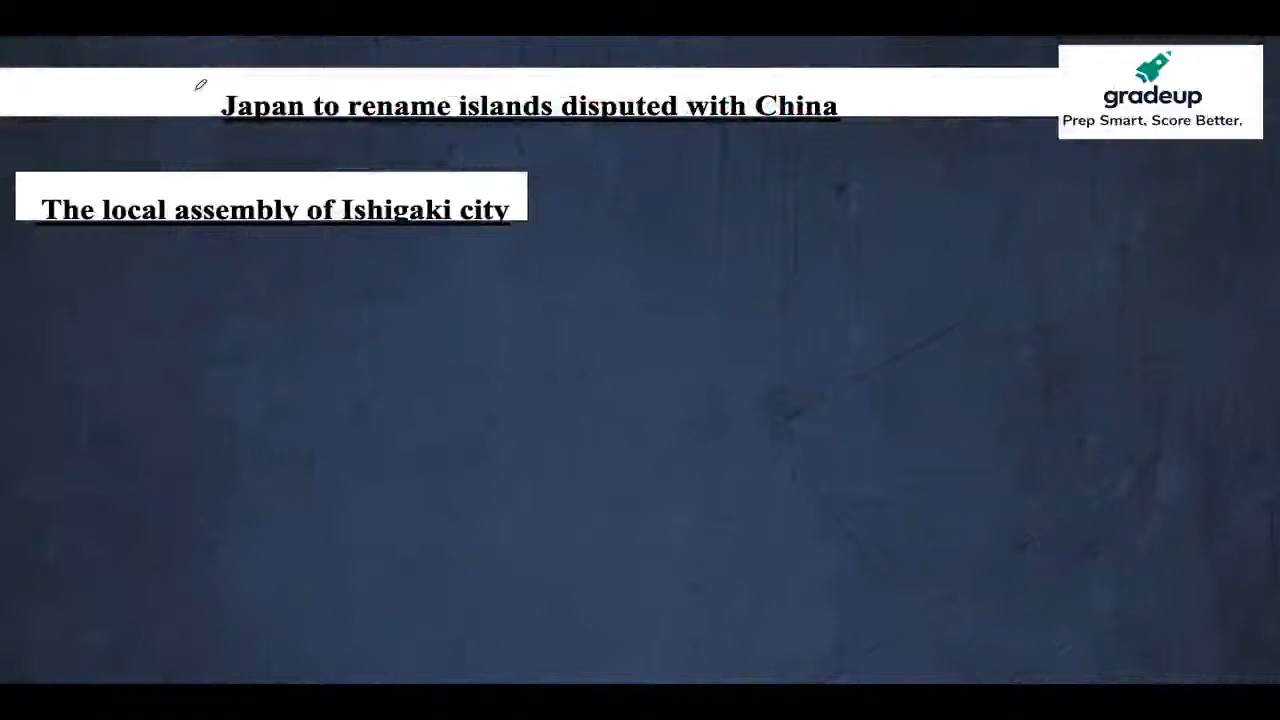 Japan to rename islands disputed with China
gradeup
Prep Smart. Score Better.
The local assembly of Ishigaki city